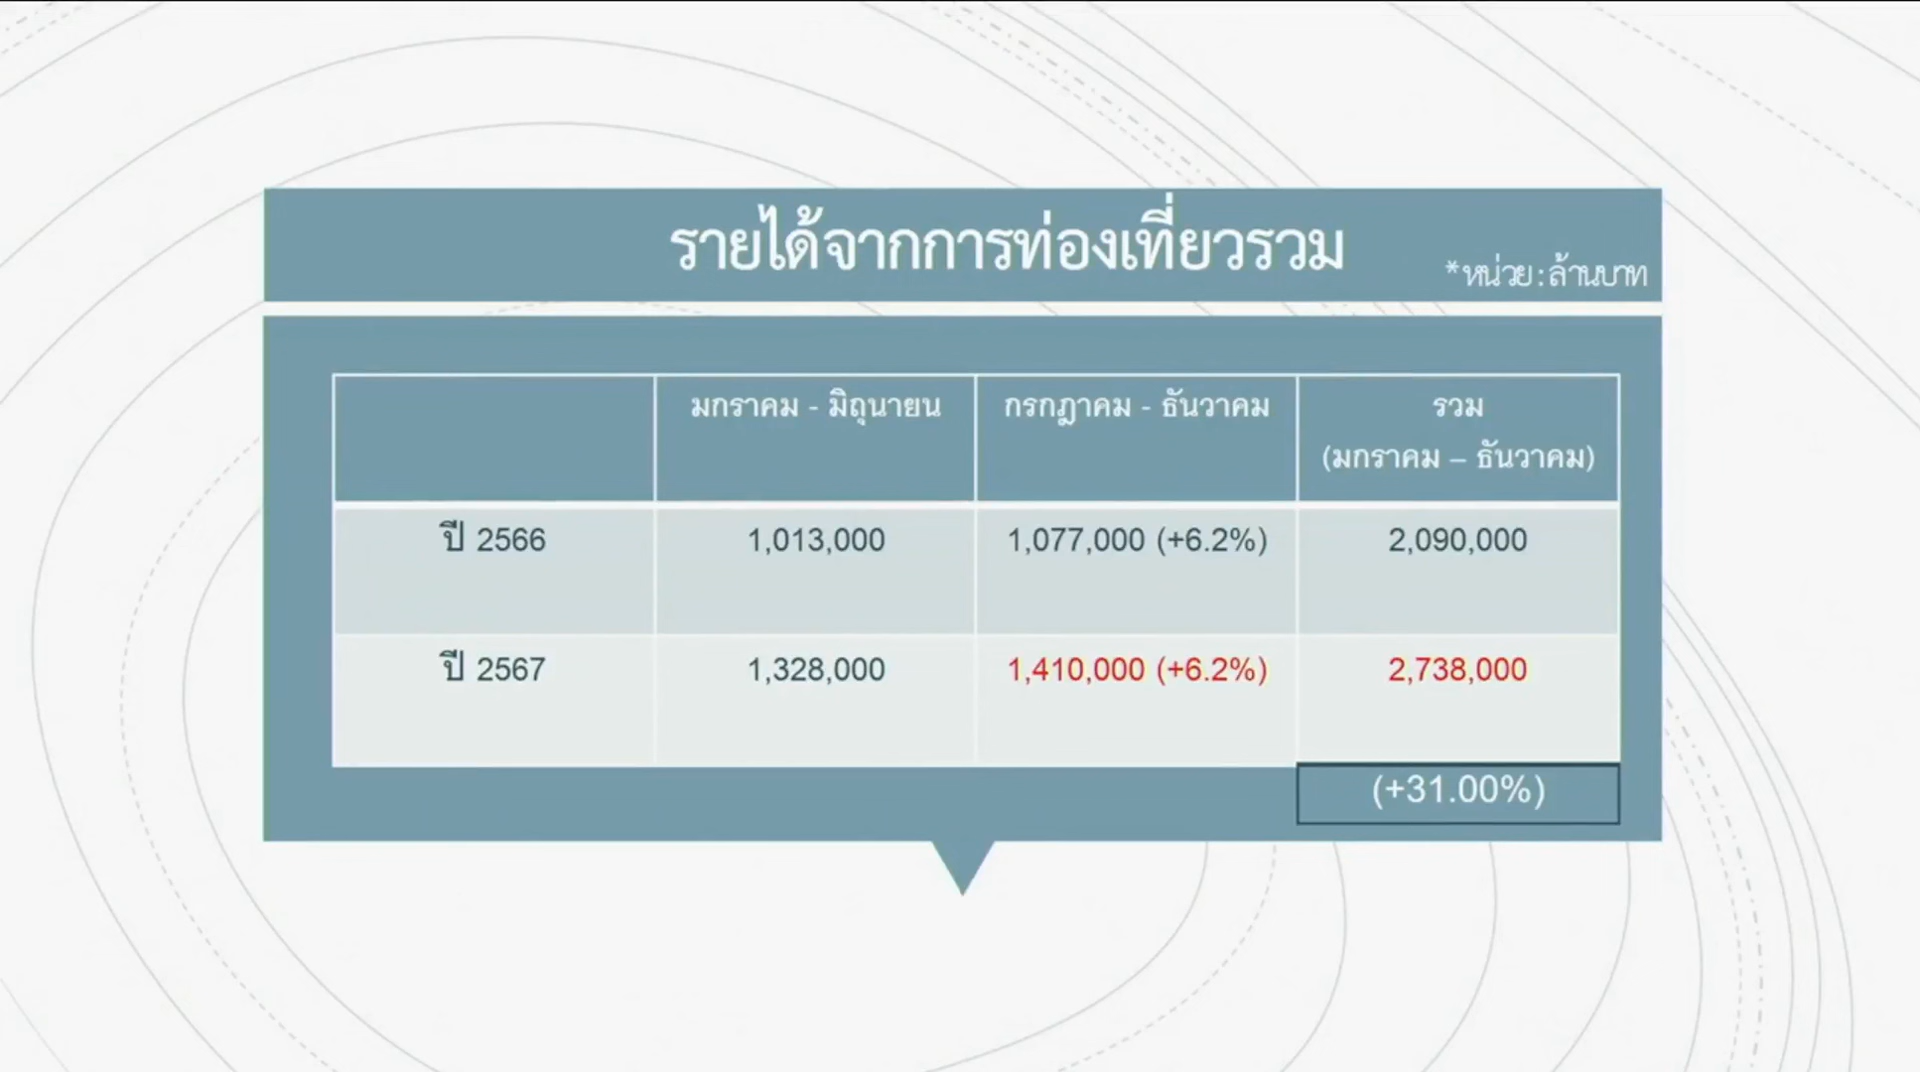 รายได้จากการท่องเที่ยวรวม
*หน่วย:ล้านบาท
มกราคม - มิถุนายน
กรกฎาคม - ธันวาคม
รวม
(มกราคม – ธันวาคม)
ปี 2566
1,013,000
1,077,000 (+6.2%)
2,090,000
ปี 2567
1,328,000
1,410,000 (+6.2%)
2,738,000
(+31.00%)